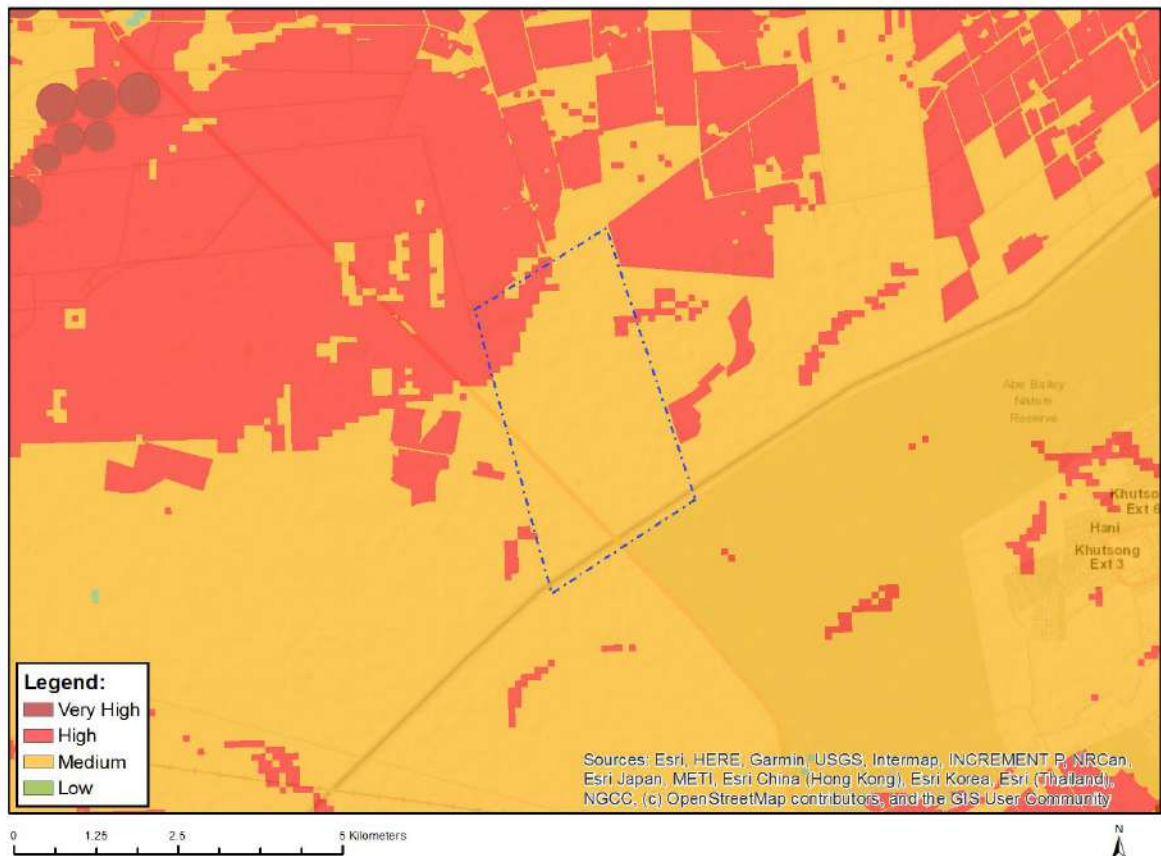 Abe Bailey
Nature
Reserve
Khutso
Ext 6
Hani
Khutsong
Ext 3
Legend:
Very High
High
Medium
Low
Sources: Esri, HERE, Garmin, USGS, Intermap, INCREMENT P, NRCan,
Esri Japan, METI, Esri China (Hong Kong), Esri Korea, Esri (Thailand),
NGCC, (c) OpenStreetMap contributors, and the GIS User Community
0 1.25 2.5 5 Kilometers
N